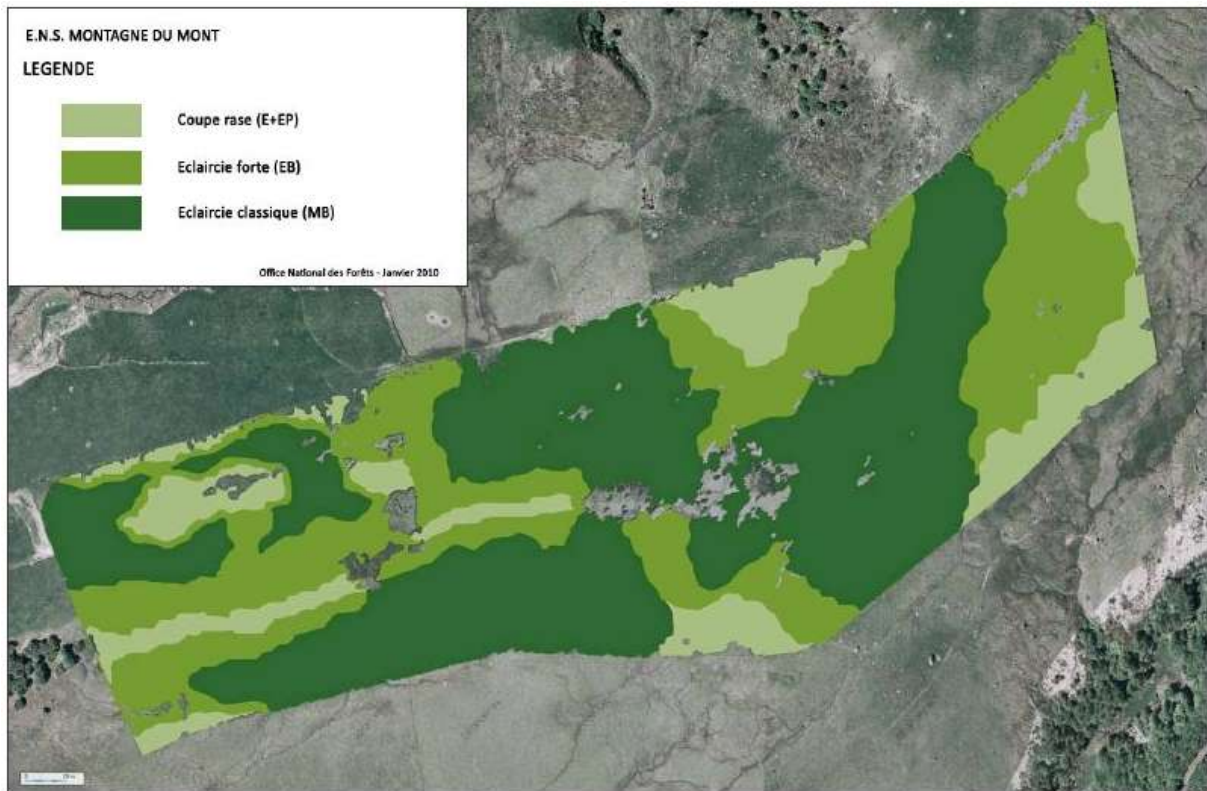 E.N.S. MONTAGNE DU MONT
LEGENDE
Coupe rase (E+EP)
Eclaircie forte (EB)
Eclaircie classique (MB)
Office National des Forêts - Janvier 2010